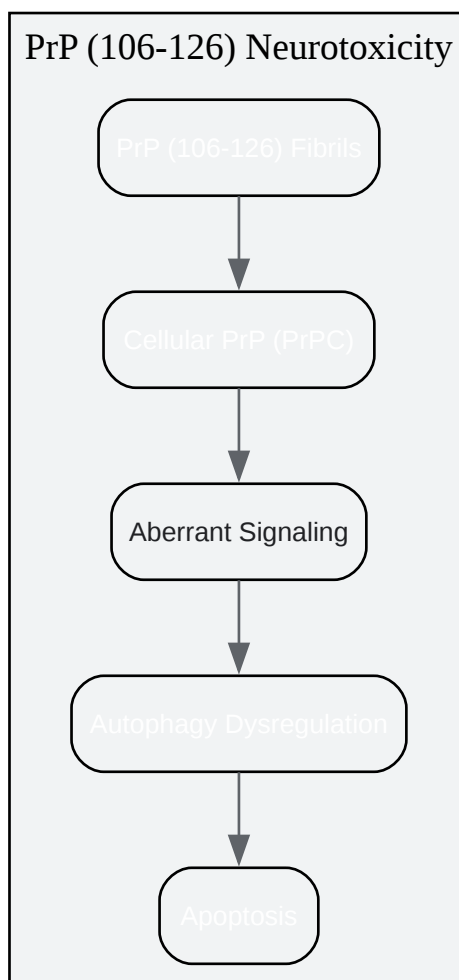 PrP (106-126) Neurotoxicity
PrP (106-126) Fibrils
Cellular PrP (PrPC)
Aberrant Signaling
Autophagy Dysregulation
Apoptosis